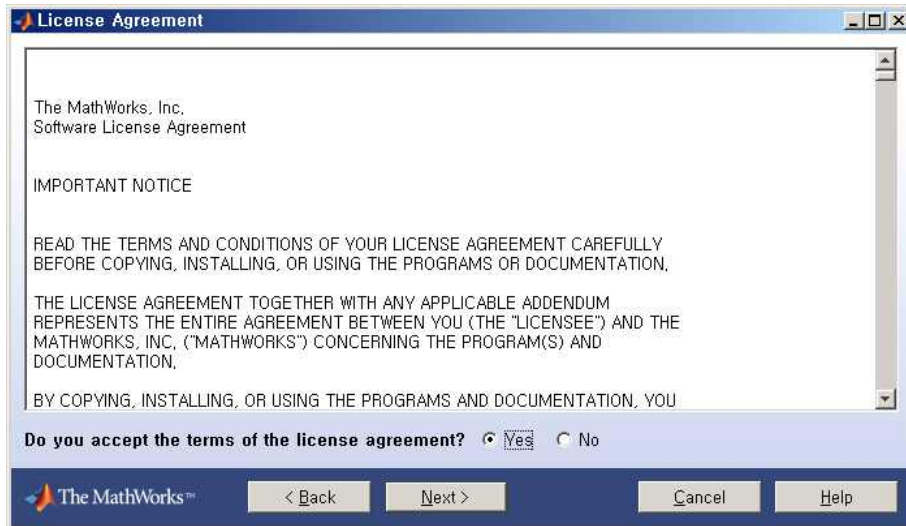 License Agreement
The MathWorks, Inc.
Software License Agreement
IMPORTANT NOTICE
READ THE TERMS AND CONDITIONS OF YOUR LICENSE AGREEMENT CAREFULLY
BEFORE COPYING, INSTALLING, OR USING THE PROGRAMS OR DOCUMENTATION.
THE LICENSE AGREEMENT TOGETHER WITH ANY APPLICABLE ADDENDUM
REPRESENTS THE ENTIRE AGREEMENT BETWEEN YOU (THE "LICENSEE") AND THE
MATHWORKS, INC. ("MATHWORKS") CONCERNING THE PROGRAM(S) AND
DOCUMENTATION.
BY COPYING, INSTALLING, OR USING THE PROGRAMS AND DOCUMENTATION, YOU
Do you accept the terms of the license agreement? Yes No
The MathWorks™ < Back Next > Cancel Help